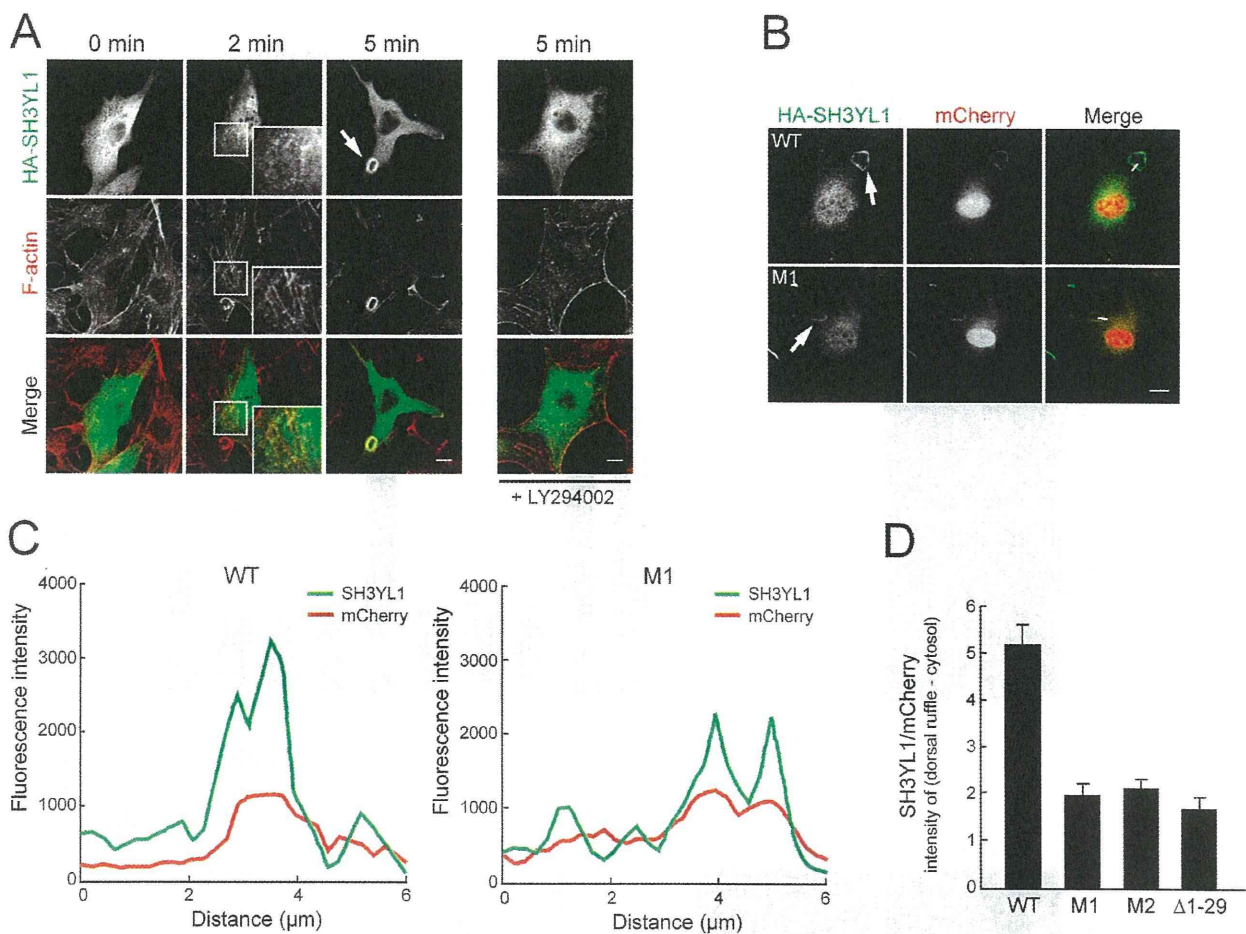 A
0 min 2 min 5 min 5 min
HA-SH3YL1
F-actin
Merge
+ LY294002
B
HA-SH3YL1 mCherry Merge
WT
M1
C
WT
SH3YL1
mCherry
Fluorescence intensity
4000
3000
2000
1000
0
0 2 4 6
Distance (µm)
M1
SH3YL1
mCherry
Fluorescence intensity
4000
3000
2000
1000
0
0 2 4 6
Distance (µm)
D
SH3YL1/mCherry
intensity of (dorsal ruffle - cytosol)
6
5
4
3
2
1
0
WT M1 M2 Δ1-29